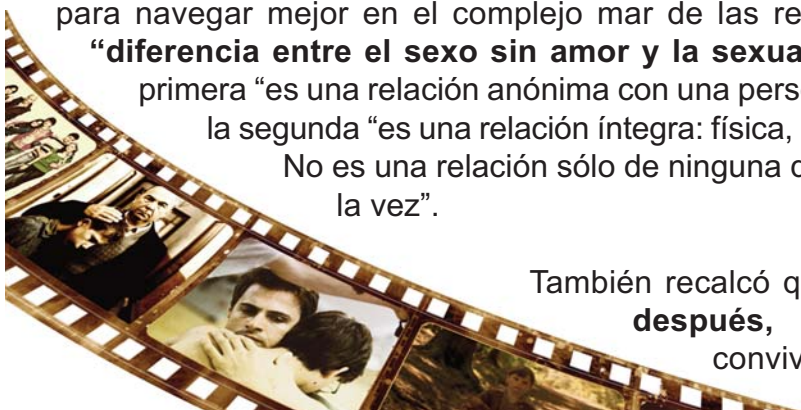 para navegar mejor en el complejo mar de las re
“diferencia entre el sexo sin amor y la sexua
primera “es una relación anónima con una perso
la segunda “es una relación íntegra: física,
No es una relación sólo de ninguna d
la vez”.
También recalcó q
después,
conviv